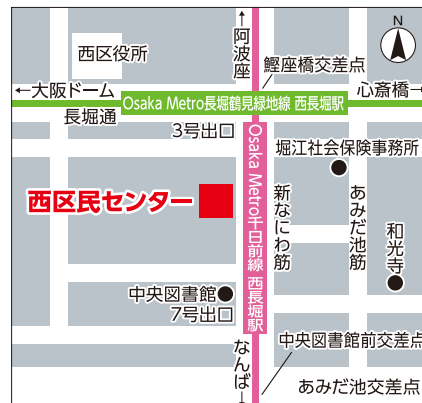 N
↑阿波座
西区役所
鰹座橋交差点
←大阪ドーム
心斎橋→
Osaka Metro長堀鶴見緑地線 西長堀駅
長堀通
3号出口
堀江社会保険事務所
Osaka Metro千日前線 西長堀駅
西区民センター
新なにわ筋
あみだ池筋
和光寺
中央図書館
7号出口
中央図書館前交差点
なんば→
あみだ池交差点